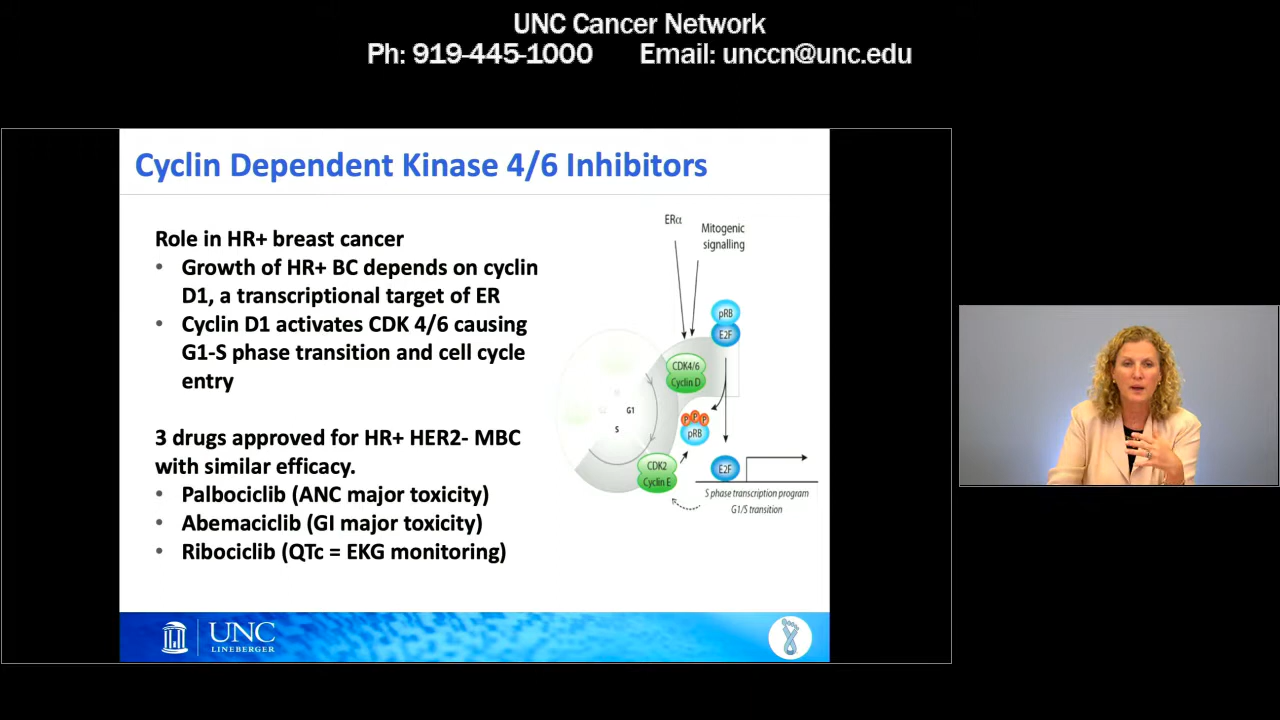 UNC Cancer Network
Ph: 919-445-1000 Email: unccn@unc.edu
Cyclin Dependent Kinase 4/6 Inhibitors
Role in HR+ breast cancer
• Growth of HR+ BC depends on cyclin
D1, a transcriptional target of ER
• Cyclin D1 activates CDK 4/6 causing
G1-S phase transition and cell cycle
entry
3 drugs approved for HR+ HER2- MBC
with similar efficacy.
• Palbociclib (ANC major toxicity)
• Abemaciclib (GI major toxicity)
• Ribociclib (QTc = EKG monitoring)
ERα
Mitogenic
signalling
pRB
E2F
CDK4/6
Cyclin D
G1
S
P P P
pRB
CDK2
Cyclin E
E2F
S phase transcription program
G1/S transition
UNC
LINEBERGER